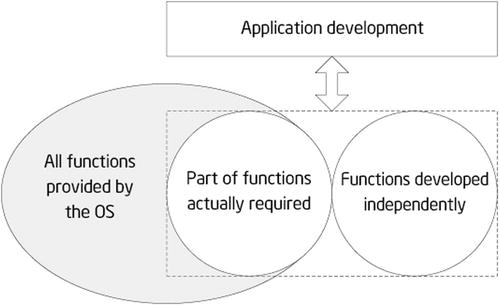 Application development
All functions
provided by
the OS
Part of functions
actually required
Functions developed
independently